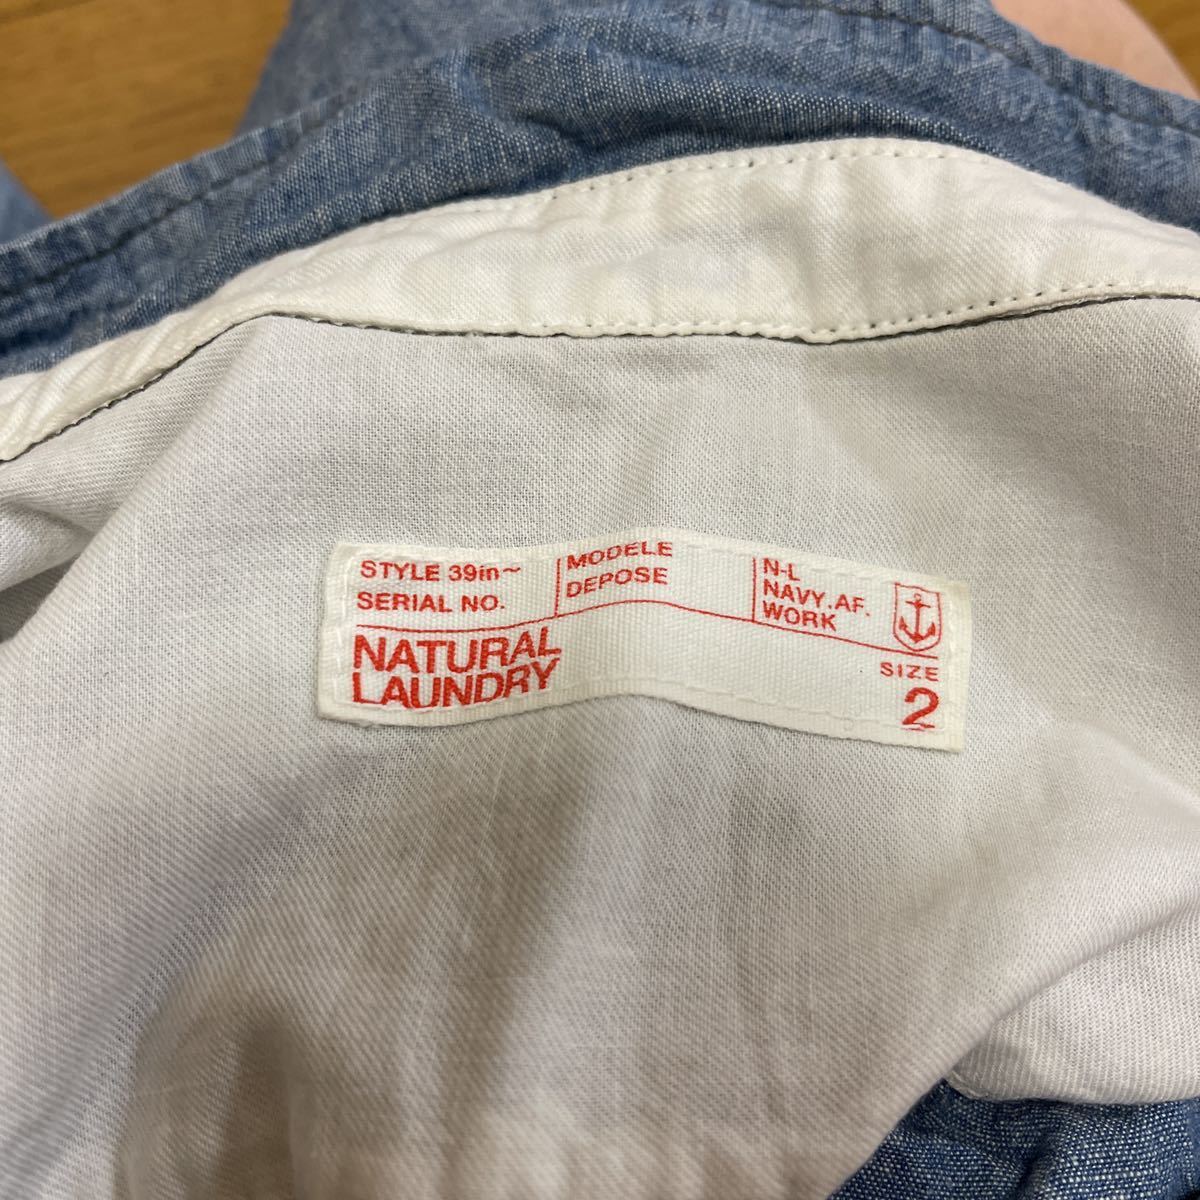 STYLE 39in~
SERIAL NO.
MODELE
DEPOSE
N-L
NAVY.AF.
WORK
NATURAL
LAUNDRY
SIZE
2